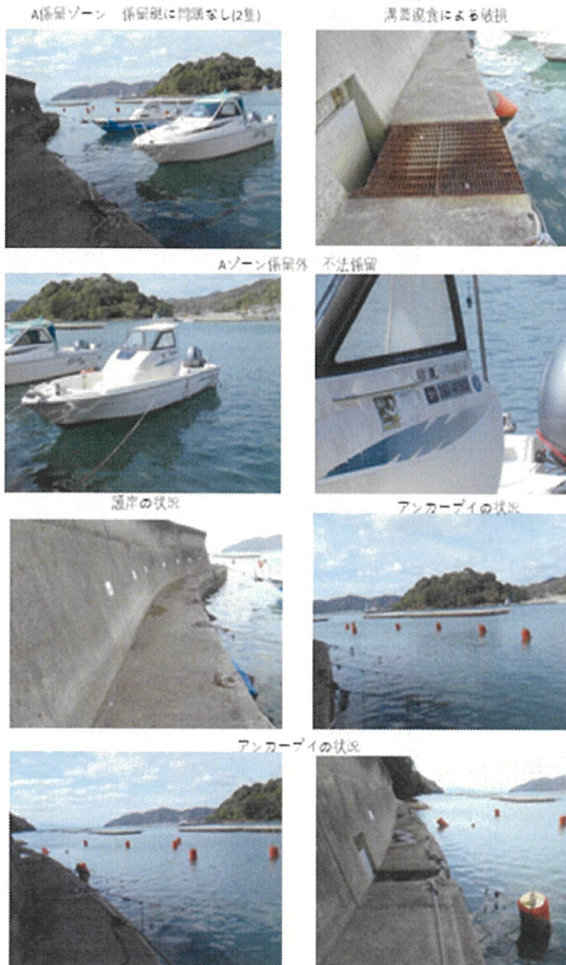 A係留ゾーン 係留艇に問題なし(2隻)
溝蓋腐食による破損
Aゾーン係留外 不法係留
護岸の状況
アンカーブイの状況
アンカーブイの状況